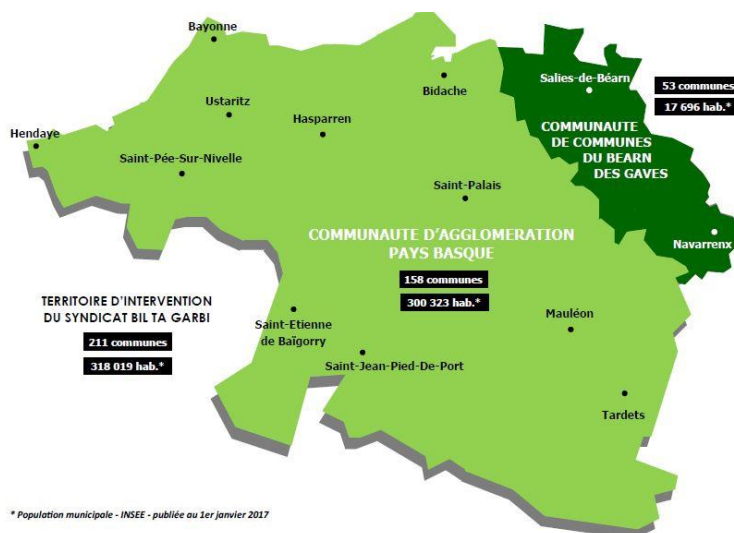 Bayonne
Bidache
Salies-de-Béarn
53 communes
17 696 hab.*
Ustaritz
Hasparren
COMMUNAUTE
DE COMMUNES
DU BEARN
DES GAVES
Hendaye
Saint-Pée-Sur-Nivelle
Saint-Palais
Navarrenx
COMMUNAUTE D'AGGLOMERATION
PAYS BASQUE
158 communes
300 323 hab.*
TERRITOIRE D'INTERVENTION
DU SYNDICAT BIL TA GARBI
211 communes
318 019 hab.*
Saint-Etienne
de Baïgorry
Mauléon
Saint-Jean-Pied-De-Port
Tardets
* Population municipale - INSEE - publiée au 1er janvier 2017